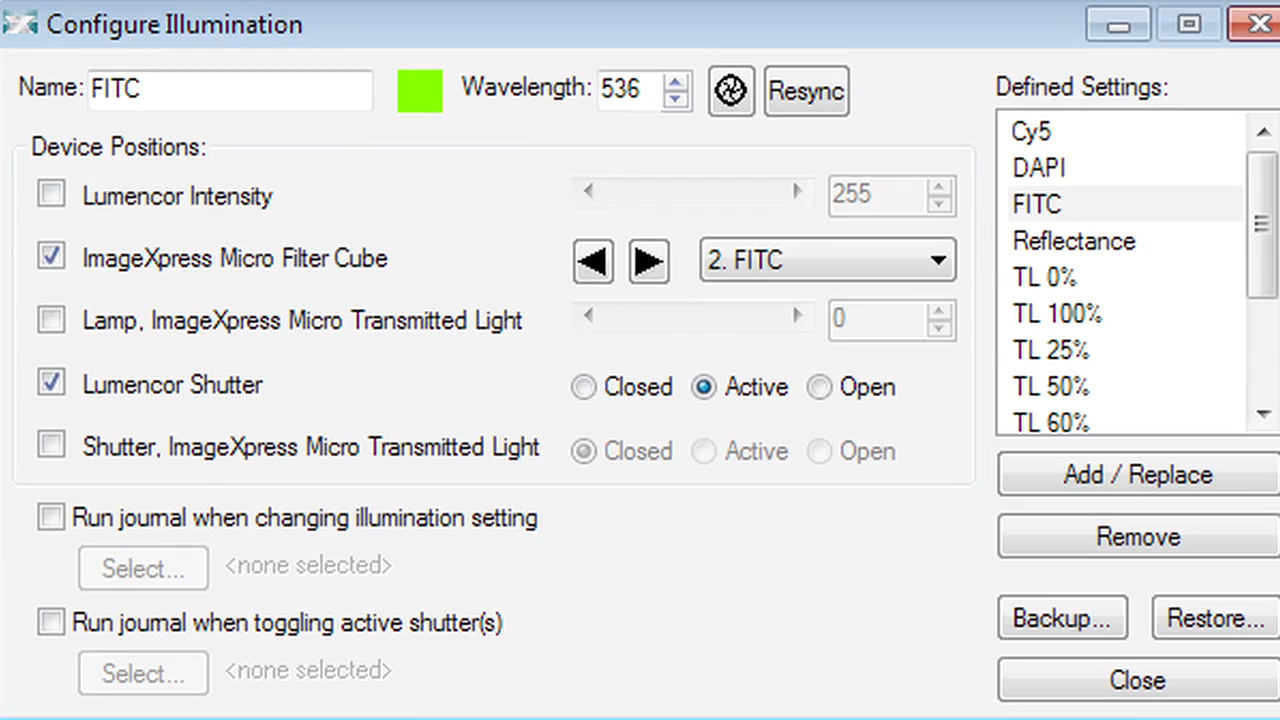 Configure Illumination
Name: FITC Wavelength: 536 Resync
Defined Settings:
Device Positions:
Lumencor Intensity 255
ImageXpress Micro Filter Cube 2. FITC
Lamp, ImageXpress Micro Transmitted Light 0
Lumencor Shutter Closed Active Open
Shutter, ImageXpress Micro Transmitted Light Closed Active Open
Run journal when changing illumination setting
Select... <none selected>
Run journal when toggling active shutter(s)
Select... <none selected>
Cy5
DAPI
FITC
Reflectance
TL 0%
TL 100%
TL 25%
TL 50%
TL 60%
Add / Replace
Remove
Backup... Restore...
Close